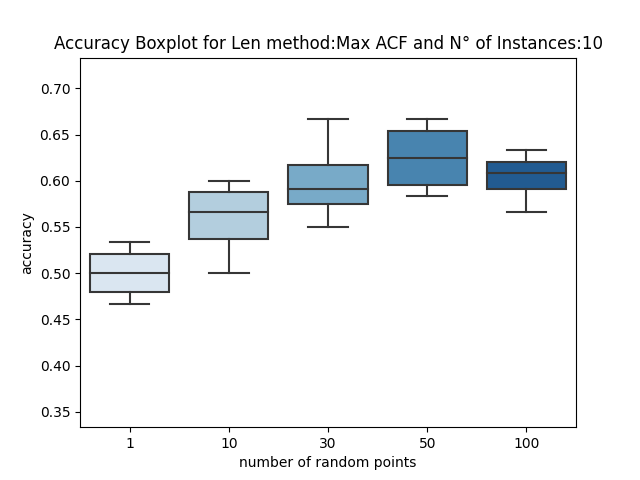 Accuracy Boxplot for Len method:Max ACF and N° of Instances:10
0.70
0.65
0.60
0.55
0.50
0.45
0.40
0.35
accuracy
1 10 30 50 100
number of random points